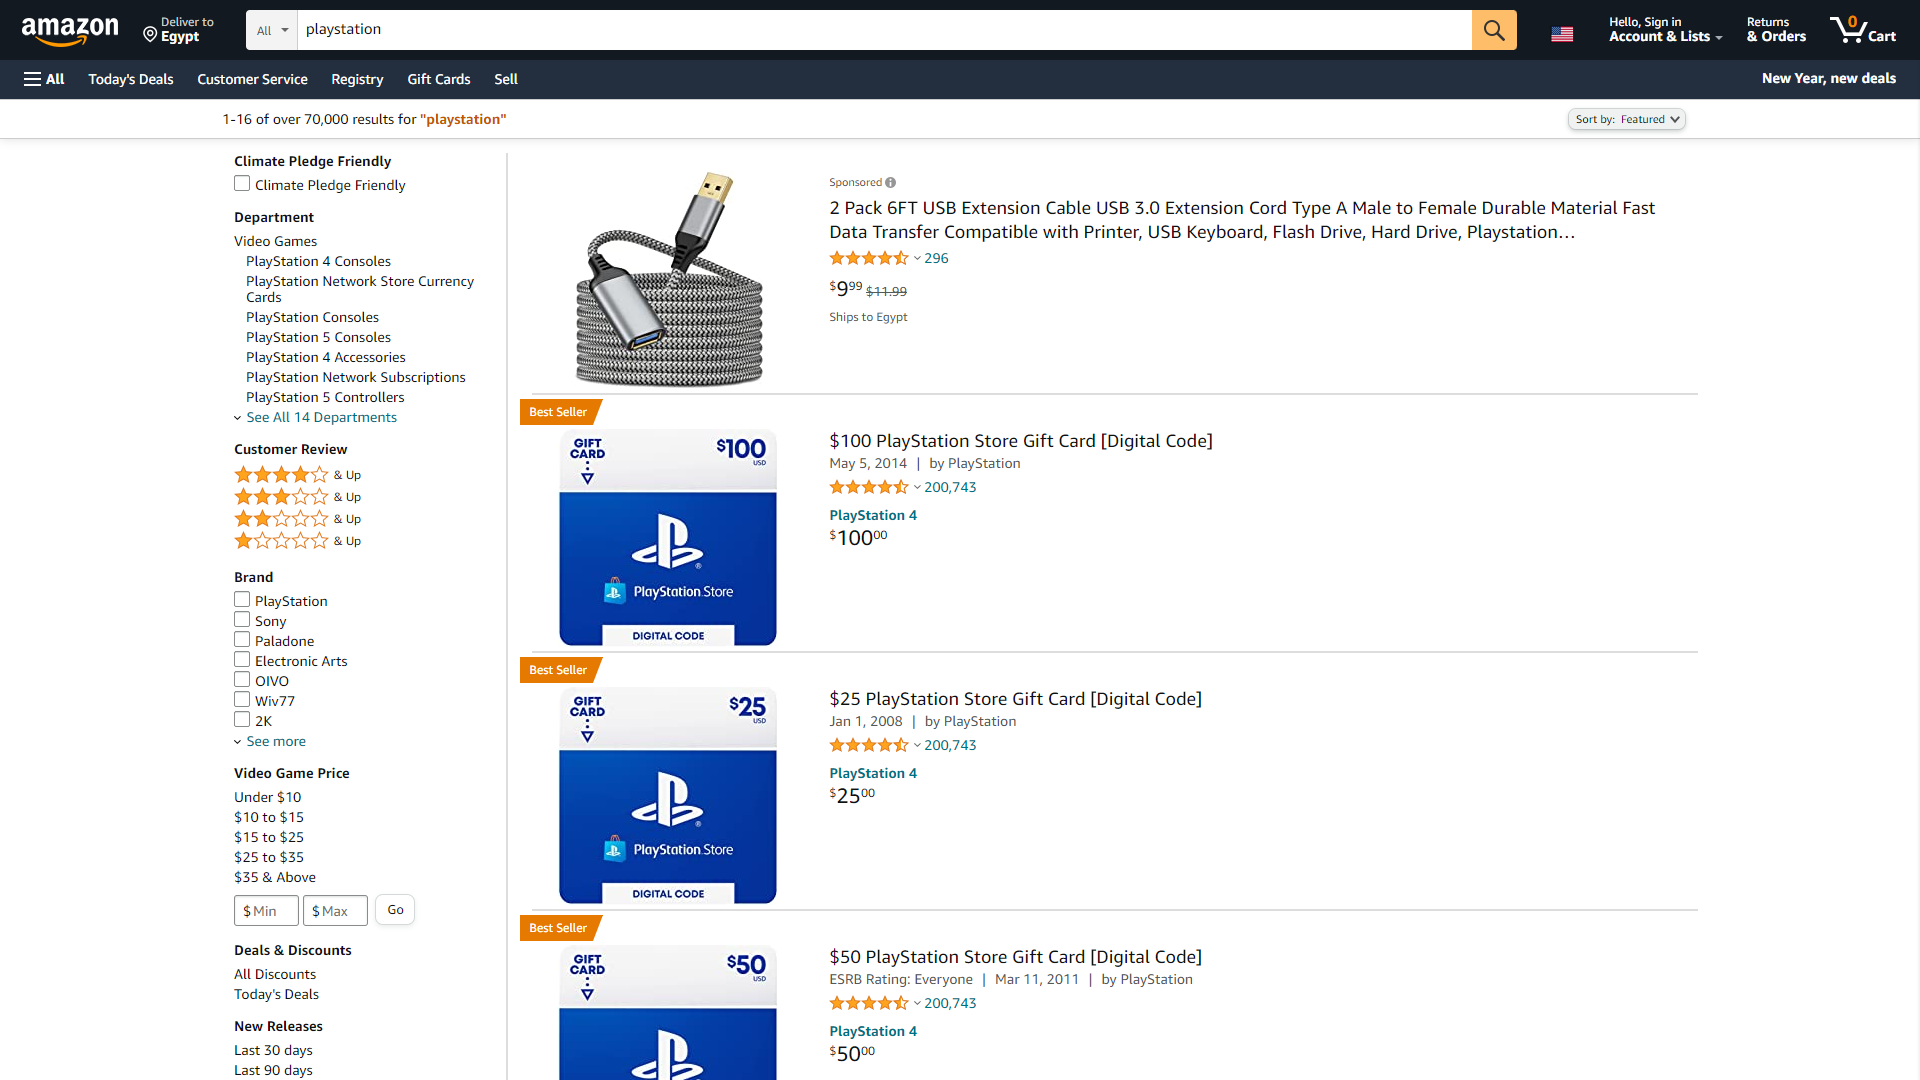 amazon
Deliver to
Egypt
All
playstation
Hello, Sign in
Account & Lists
Returns
& Orders
0
Cart
All
Today's Deals
Customer Service
Registry
Gift Cards
Sell
New Year, new deals
1-16 of over 70,000 results for "playstation"
Sort by: Featured
Climate Pledge Friendly
Climate Pledge Friendly
Department
Video Games
PlayStation 4 Consoles
PlayStation Network Store Currency
Cards
PlayStation Consoles
PlayStation 5 Consoles
PlayStation 4 Accessories
PlayStation Network Subscriptions
PlayStation 5 Controllers
See All 14 Departments
Customer Review
& Up
& Up
& Up
& Up
Brand
PlayStation
Sony
Paladone
Electronic Arts
OIVO
Wiv77
2K
See more
Video Game Price
Under $10
$10 to $15
$15 to $25
$25 to $35
$35 & Above
$ Min
$ Max
Go
Deals & Discounts
All Discounts
Today's Deals
New Releases
Last 30 days
Last 90 days
Sponsored
2 Pack 6FT USB Extension Cable USB 3.0 Extension Cord Type A Male to Female Durable Material Fast
Data Transfer Compatible with Printer, USB Keyboard, Flash Drive, Hard Drive, Playstation…
296
$9.99 $11.99
Ships to Egypt
Best Seller
GIFT
CARD
$100
USD
PlayStation Store
DIGITAL CODE
$100 PlayStation Store Gift Card [Digital Code]
May 5, 2014 | by PlayStation
200,743
PlayStation 4
$100.00
Best Seller
GIFT
CARD
$25
USD
PlayStation Store
DIGITAL CODE
$25 PlayStation Store Gift Card [Digital Code]
Jan 1, 2008 | by PlayStation
200,743
PlayStation 4
$25.00
Best Seller
GIFT
CARD
$50
USD
$50 PlayStation Store Gift Card [Digital Code]
ESRB Rating: Everyone | Mar 11, 2011 | by PlayStation
200,743
PlayStation 4
$50.00